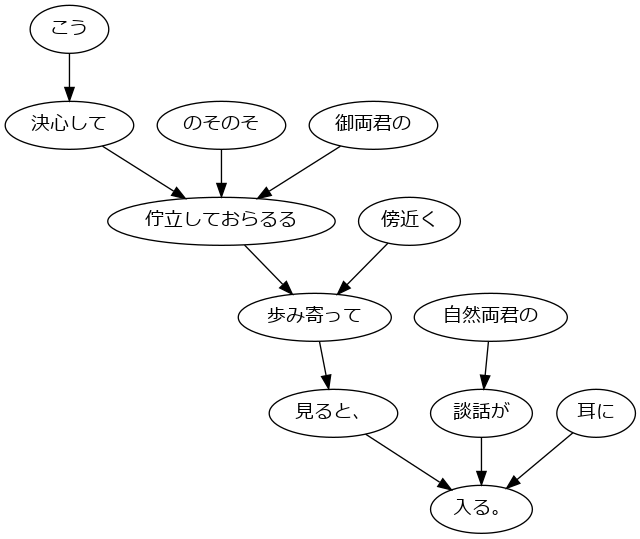 こう
決心して
のそのそ
御両君の
佇立しておらるる
傍近く
歩み寄って
自然両君の
見ると、
談話が
耳に
入る。